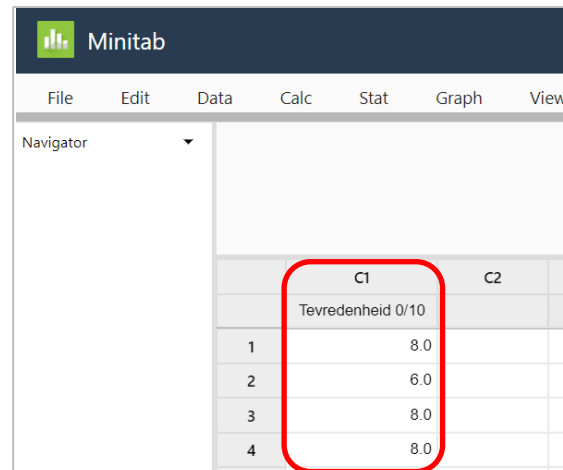 Minitab
File Edit Data Calc Stat Graph View
Navigator
C1 C2
Tevredenheid 0/10
1 8.0
2 6.0
3 8.0
4 8.0